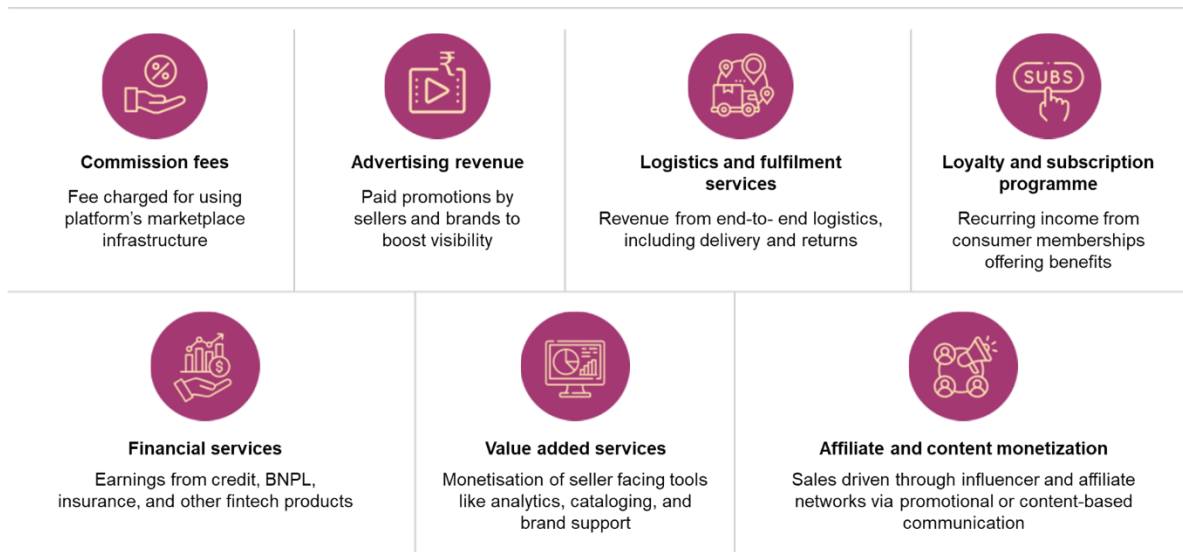 ₹
%
SUBS
Commission fees
Fee charged for using
platform's marketplace
infrastructure
Advertising revenue
Paid promotions by
sellers and brands to
boost visibility
Logistics and fulfilment
services
Revenue from end-to- end logistics,
including delivery and returns
Loyalty and subscription
programme
Recurring income from
consumer memberships
offering benefits
$
Financial services
Earnings from credit, BNPL,
insurance, and other fintech products
Value added services
Monetisation of seller facing tools
like analytics, cataloging, and
brand support
Affiliate and content monetization
Sales driven through influencer and affiliate
networks via promotional or content-based
communication